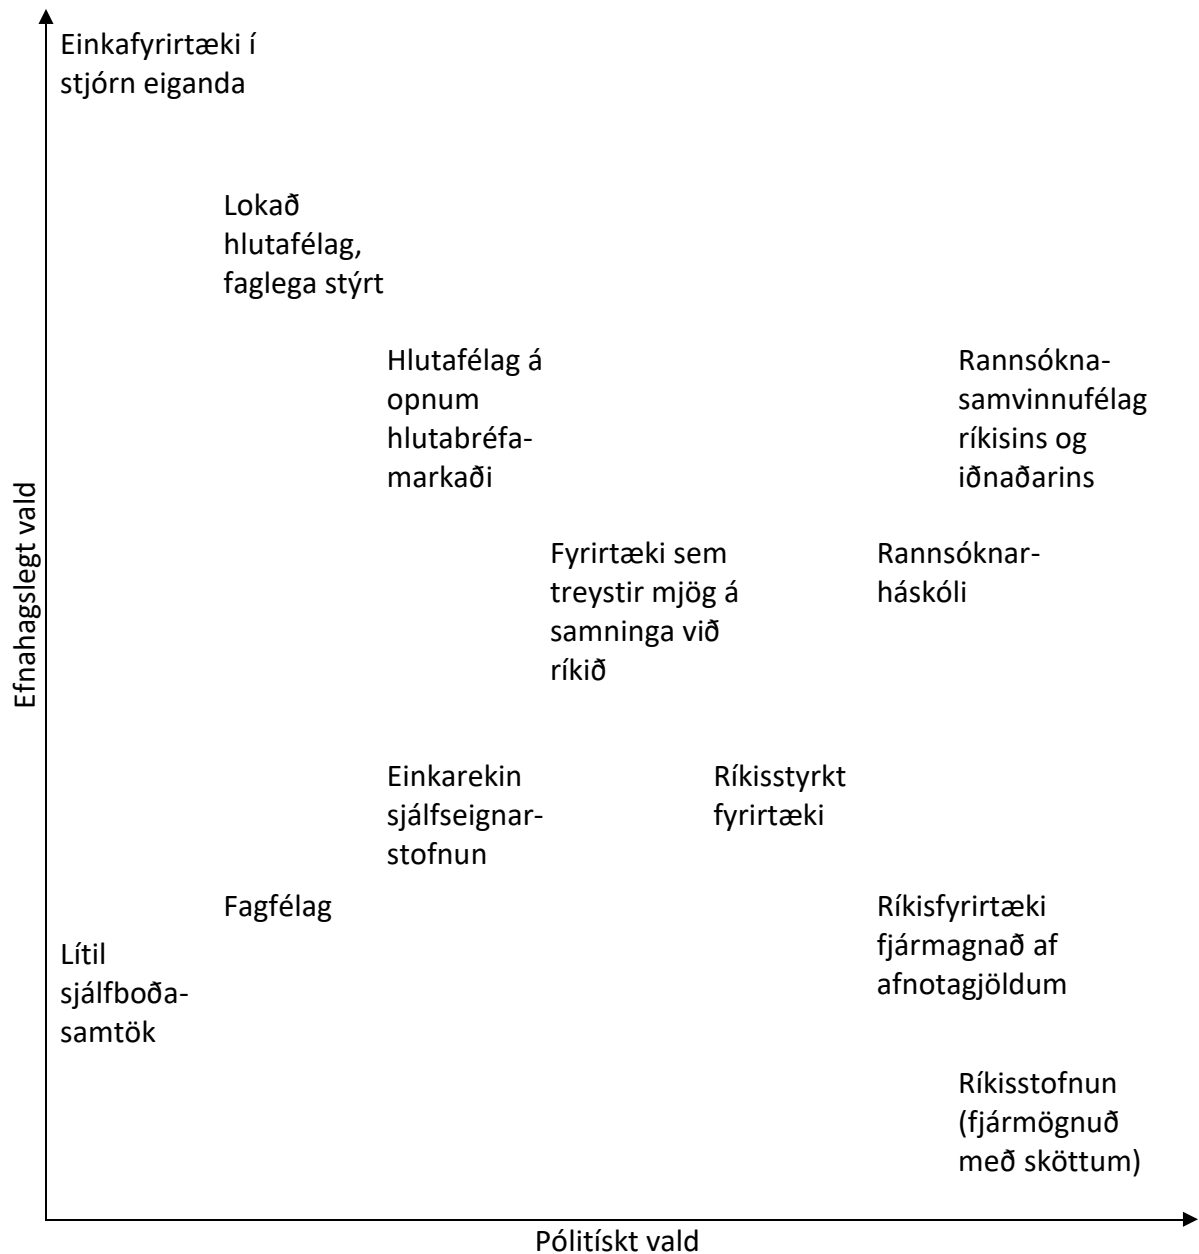 Einkafyrirtæki í
stjórn eiganda
Lokað
hlutafélag,
faglega stýrt
Hlutafélag á
opnum
hlutabréfa-
markaði
Rannsókna-
samvinnufélag
ríkisins og
iðnaðarins
Fyrirtæki sem
treystir mjög á
samninga við
ríkið
Rannsóknar-
háskóli
Einkarekin
sjálfseignar-
stofnun
Ríkisstyrkt
fyrirtæki
Fagfélag
Ríkisfyrirtæki
fjármagnað af
afnotagjöldum
Lítil
sjálfboða-
samtök
Ríkisstofnun
(fjármögnuð
með sköttum)
Efnahagslegt vald
Pólitískt vald